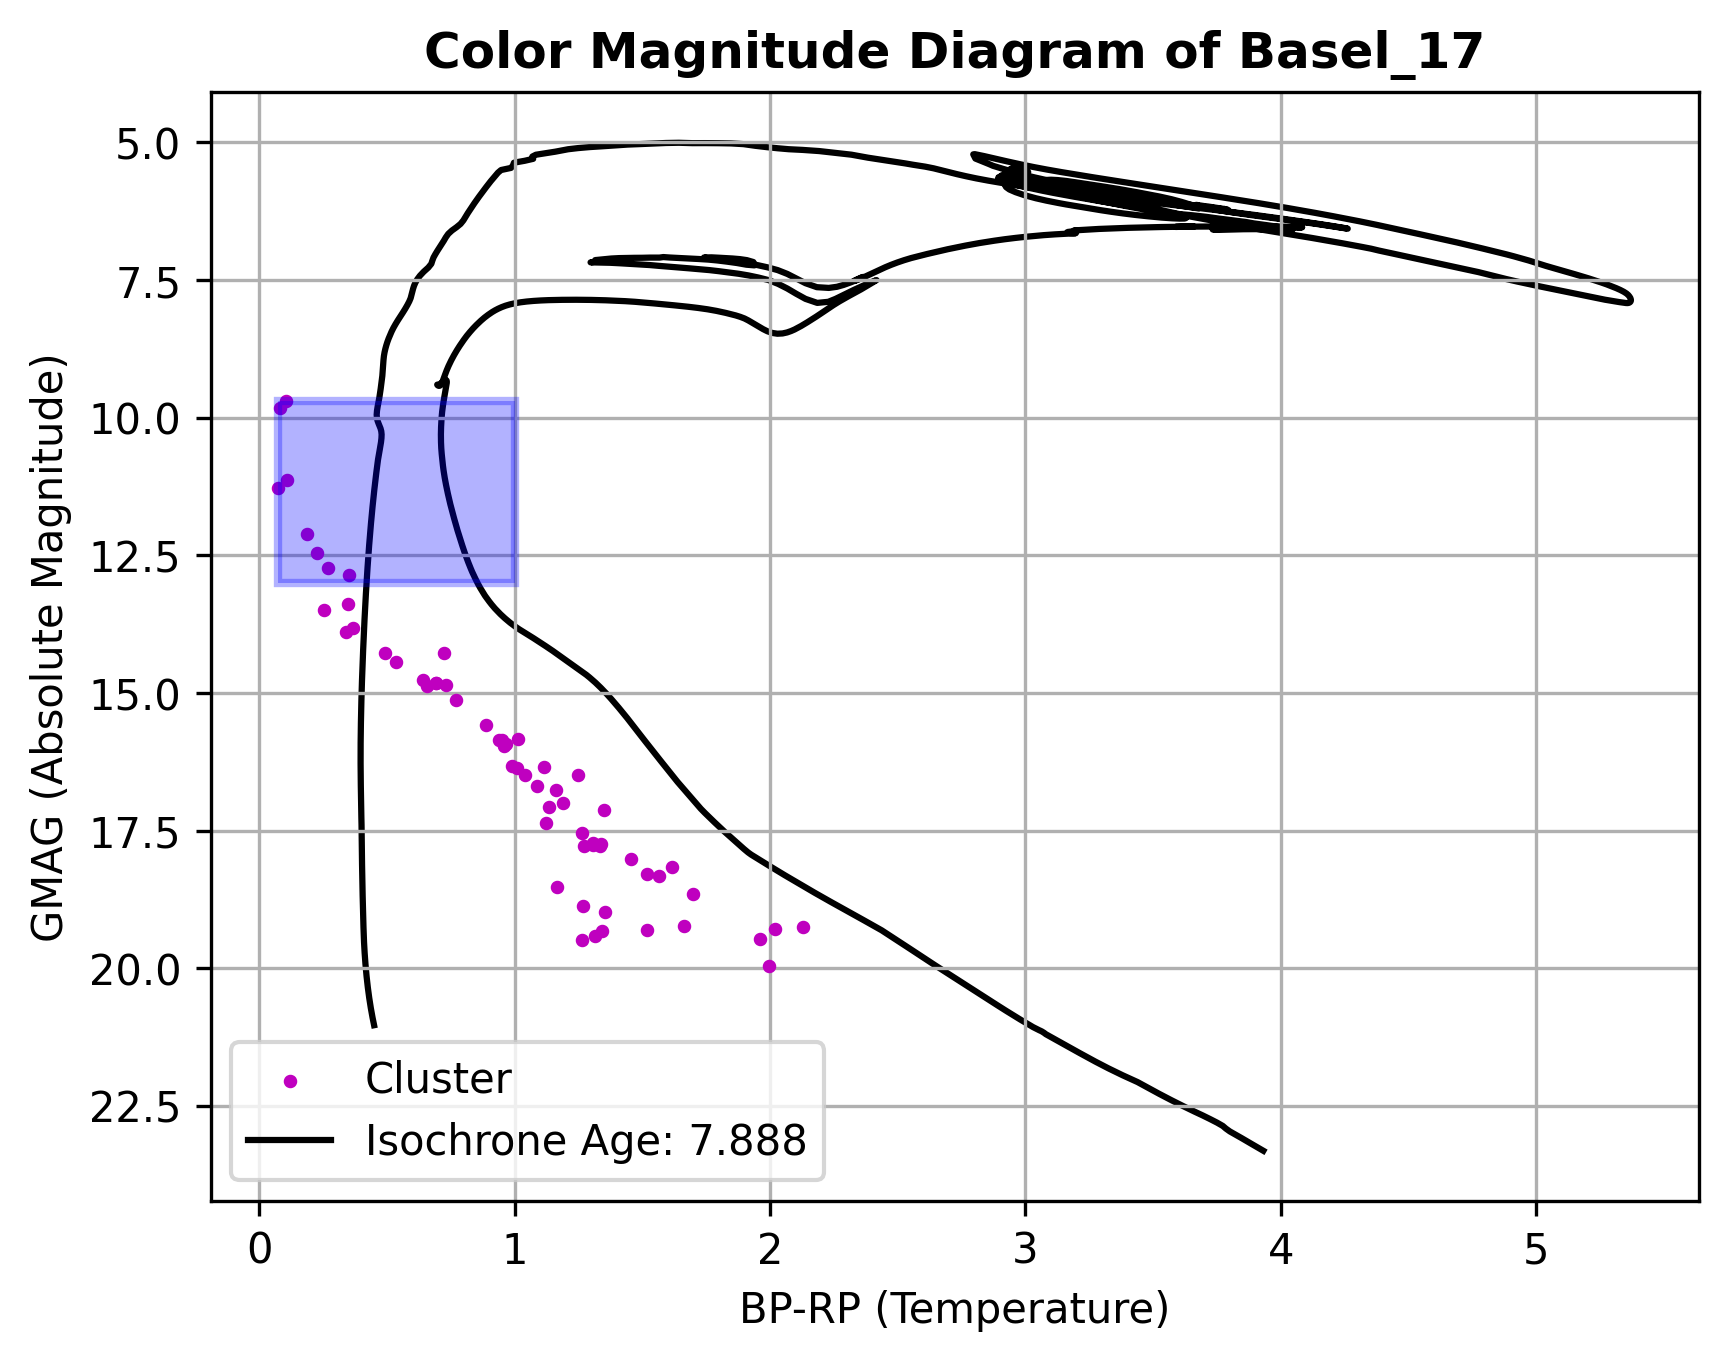 Color Magnitude Diagram of Basel_17
GMAG (Absolute Magnitude)
5.0
7.5
10.0
12.5
15.0
17.5
20.0
22.5
Cluster
Isochrone Age: 7.888
0 1 2 3 4 5
BP-RP (Temperature)